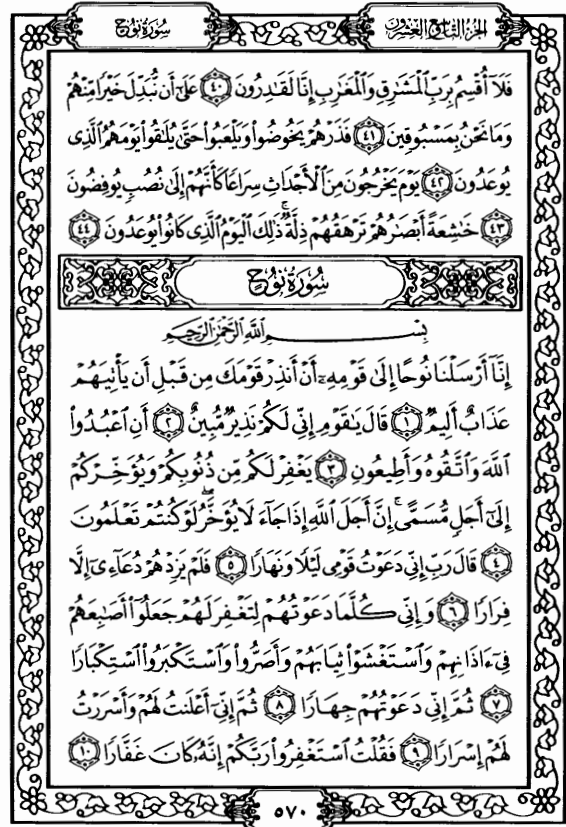 الجزء التاسع والعشرون
سورة نوح
فَلَآ أُقۡسِمُ بِرَبِّ ٱلۡمَشَٰرِقِ وَٱلۡمَغَٰرِبِ إِنَّا لَقَٰدِرُونَ ٤٠ عَلَىٰٓ أَن نُّبَدِّلَ خَيۡرٗا مِّنۡهُمۡ
وَمَا نَحۡنُ بِمَسۡبُوقِينَ ٤١ فَذَرۡهُمۡ يَخُوضُواْ وَيَلۡعَبُواْ حَتَّىٰ يُلَٰقُواْ يَوۡمَهُمُ ٱلَّذِي
يُوعَدُونَ ٤٢ يَوۡمَ يَخۡرُجُونَ مِنَ ٱلۡأَجۡدَاثِ سِرَاعٗا كَأَنَّهُمۡ إِلَىٰ نُصُبٖ يُوفِضُونَ
٤٣ خَٰشِعَةً أَبۡصَٰرُهُمۡ تَرۡهَقُهُمۡ ذِلَّةٞۚ ذَٰلِكَ ٱلۡيَوۡمُ ٱلَّذِي كَانُواْ يُوعَدُونَ ٤٤
سُورَةُ نُوحٍ
بِسۡمِ ٱللَّهِ ٱلرَّحۡمَٰنِ ٱلرَّحِيمِ
إِنَّآ أَرۡسَلۡنَا نُوحًا إِلَىٰ قَوۡمِهِۦٓ أَنۡ أَنذِرۡ قَوۡمَكَ مِن قَبۡلِ أَن يَأۡتِيَهُمۡ
عَذَابٌ أَلِيمٞ ١ قَالَ يَٰقَوۡمِ إِنِّي لَكُمۡ نَذِيرٞ مُّبِينٌ ٢ أَنِ ٱعۡبُدُواْ
ٱللَّهَ وَٱتَّقُوهُ وَأَطِيعُونِ ٣ يَغۡفِرۡ لَكُم مِّن ذُنُوبِكُمۡ وَيُؤَخِّرۡكُمۡ
إِلَىٰٓ أَجَلٖ مُّسَمًّىۚ إِنَّ أَجَلَ ٱللَّهِ إِذَا جَآءَ لَا يُؤَخَّرُۚ لَوۡ كُنتُمۡ تَعۡلَمُونَ
٤ قَالَ رَبِّ إِنِّي دَعَوۡتُ قَوۡمِي لَيۡلٗا وَنَهَارٗا ٥ فَلَمۡ يَزِدۡهُمۡ دُعَآءِيٓ إِلَّا
فِرَارٗا ٦ وَإِنِّي كُلَّمَا دَعَوۡتُهُمۡ لِتَغۡفِرَ لَهُمۡ جَعَلُوٓاْ أَصَٰبِعَهُمۡ
فِيٓ ءَاذَانِهِمۡ وَٱسۡتَغۡشَوۡاْ ثِيَابَهُمۡ وَأَصَرُّواْ وَٱسۡتَكۡبَرُواْ ٱسۡتِكۡبَارٗا
٧ ثُمَّ إِنِّي دَعَوۡتُهُمۡ جِهَارٗا ٨ ثُمَّ إِنِّيٓ أَعۡلَنتُ لَهُمۡ وَأَسۡرَرۡتُ
لَهُمۡ إِسۡرَارٗا ٩ فَقُلۡتُ ٱسۡتَغۡفِرُواْ رَبَّكُمۡ إِنَّهُۥ كَانَ غَفَّارٗا ١٠
٥٧٠